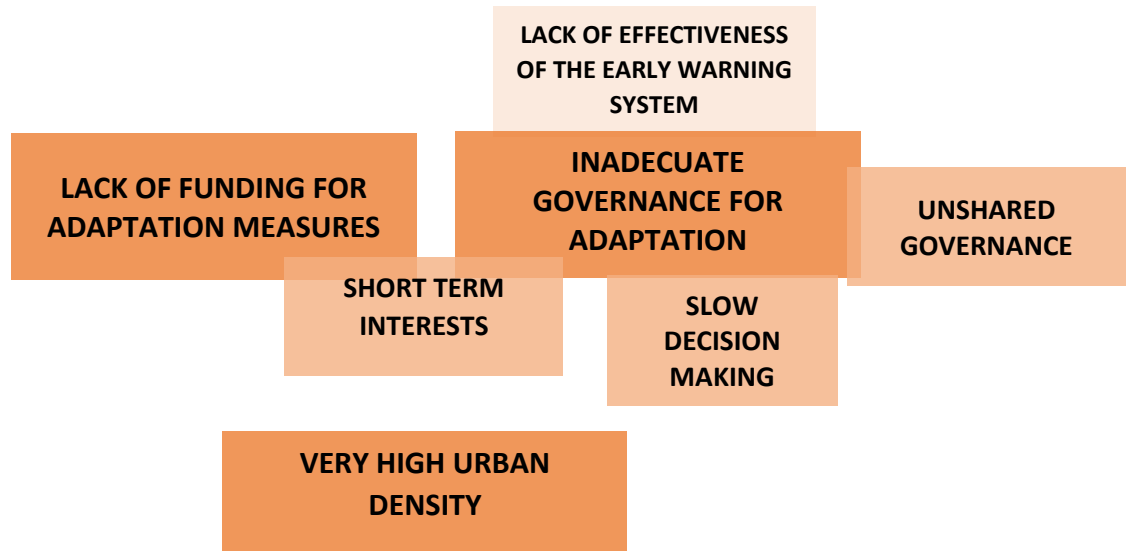 LACK OF EFFECTIVENESS
OF THE EARLY WARNING
SYSTEM
LACK OF FUNDING FOR
ADAPTATION MEASURES
INADECUATE
GOVERNANCE FOR
ADAPTATION
UNSHARED
GOVERNANCE
SHORT TERM
INTERESTS
SLOW
DECISION
MAKING
VERY HIGH URBAN
DENSITY